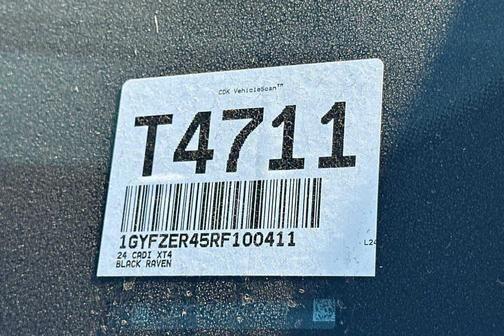 CDK VehicleScan™
T4711
1GYFZER45RF100411
24 CADI XT4
BLACK RAVEN
L24